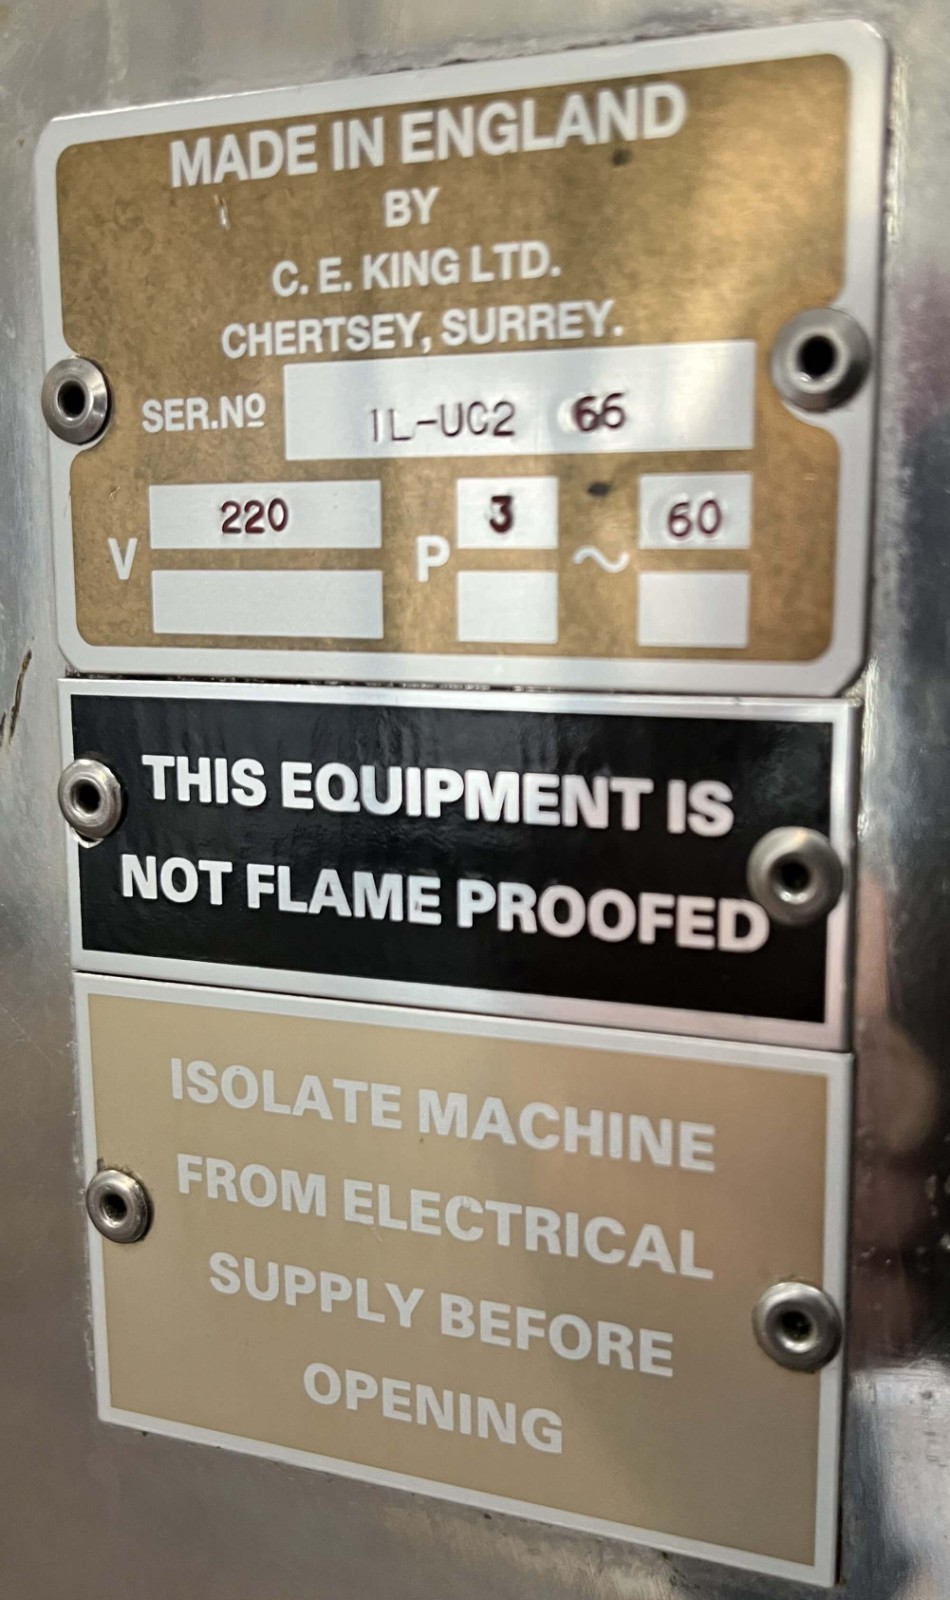 MADE IN ENGLAND
BY
C. E. KING LTD.
CHERTSEY, SURREY.
SER.Nº IL-UC2 66
V 220 P 3 ~ 60
THIS EQUIPMENT IS
NOT FLAME PROOFED
ISOLATE MACHINE
FROM ELECTRICAL
SUPPLY BEFORE
OPENING